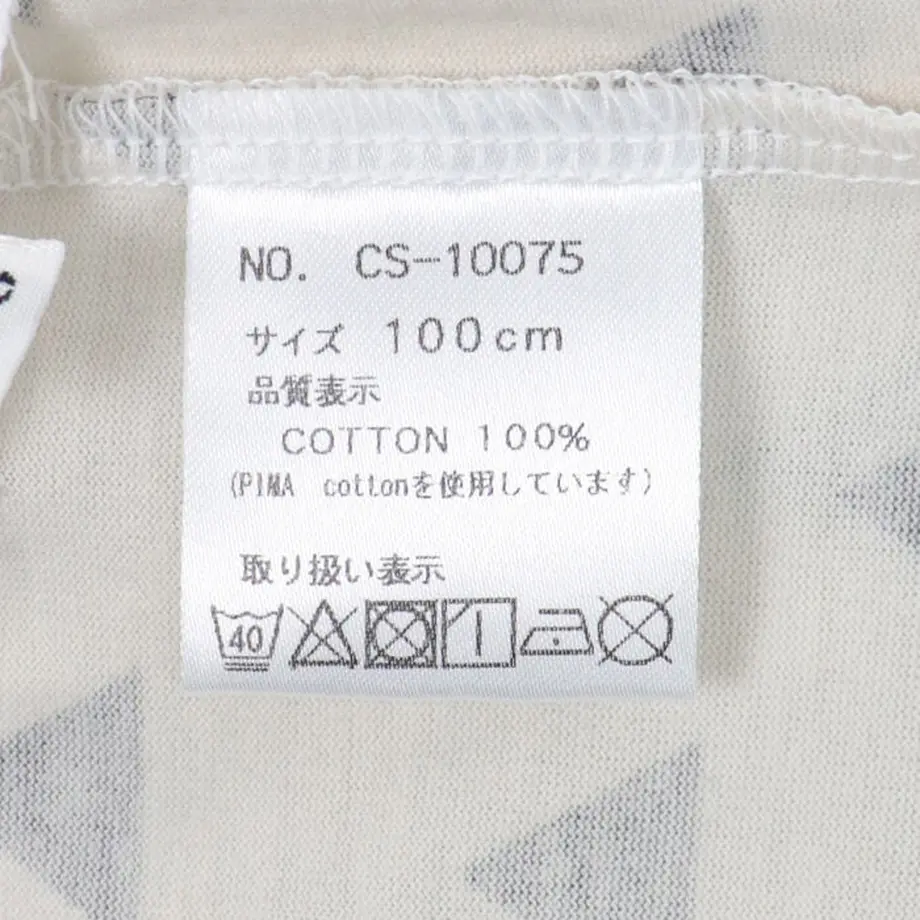 NO. CS-10075
サイズ 100cm
品質表示
COTTON 100%
(PIMA cottonを使用しています)
取り扱い表示
40